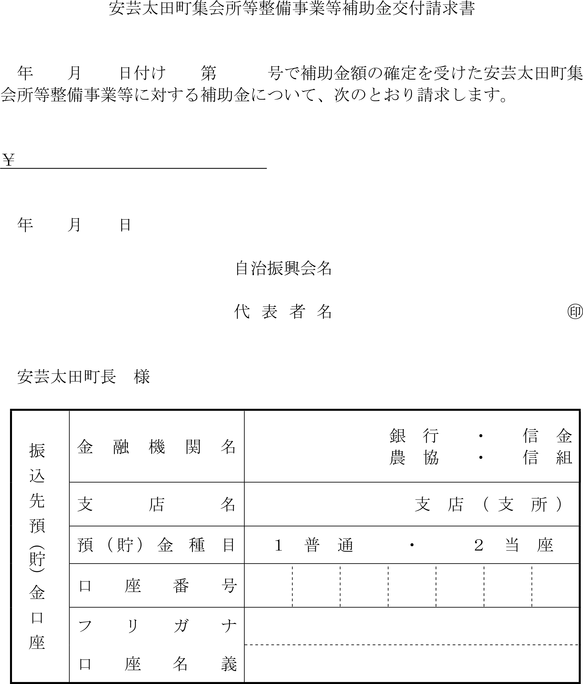 安芸太田町集会所等整備事業等補助金交付請求書
年　　月　　日付け　　第　　　号で補助金額の確定を受けた安芸太田町集
会所等整備事業等に対する補助金について、次のとおり請求します。
￥
年　　月　　日
自治振興会名
代表者名　㊞
安芸太田町長　様
振込先預(貯)金口座
金融機関名　銀行・信金
農協・信組
支店名　支店(支所)
預(貯)金種目　1 普通・2 当座
口座番号
フリガナ
口座名義